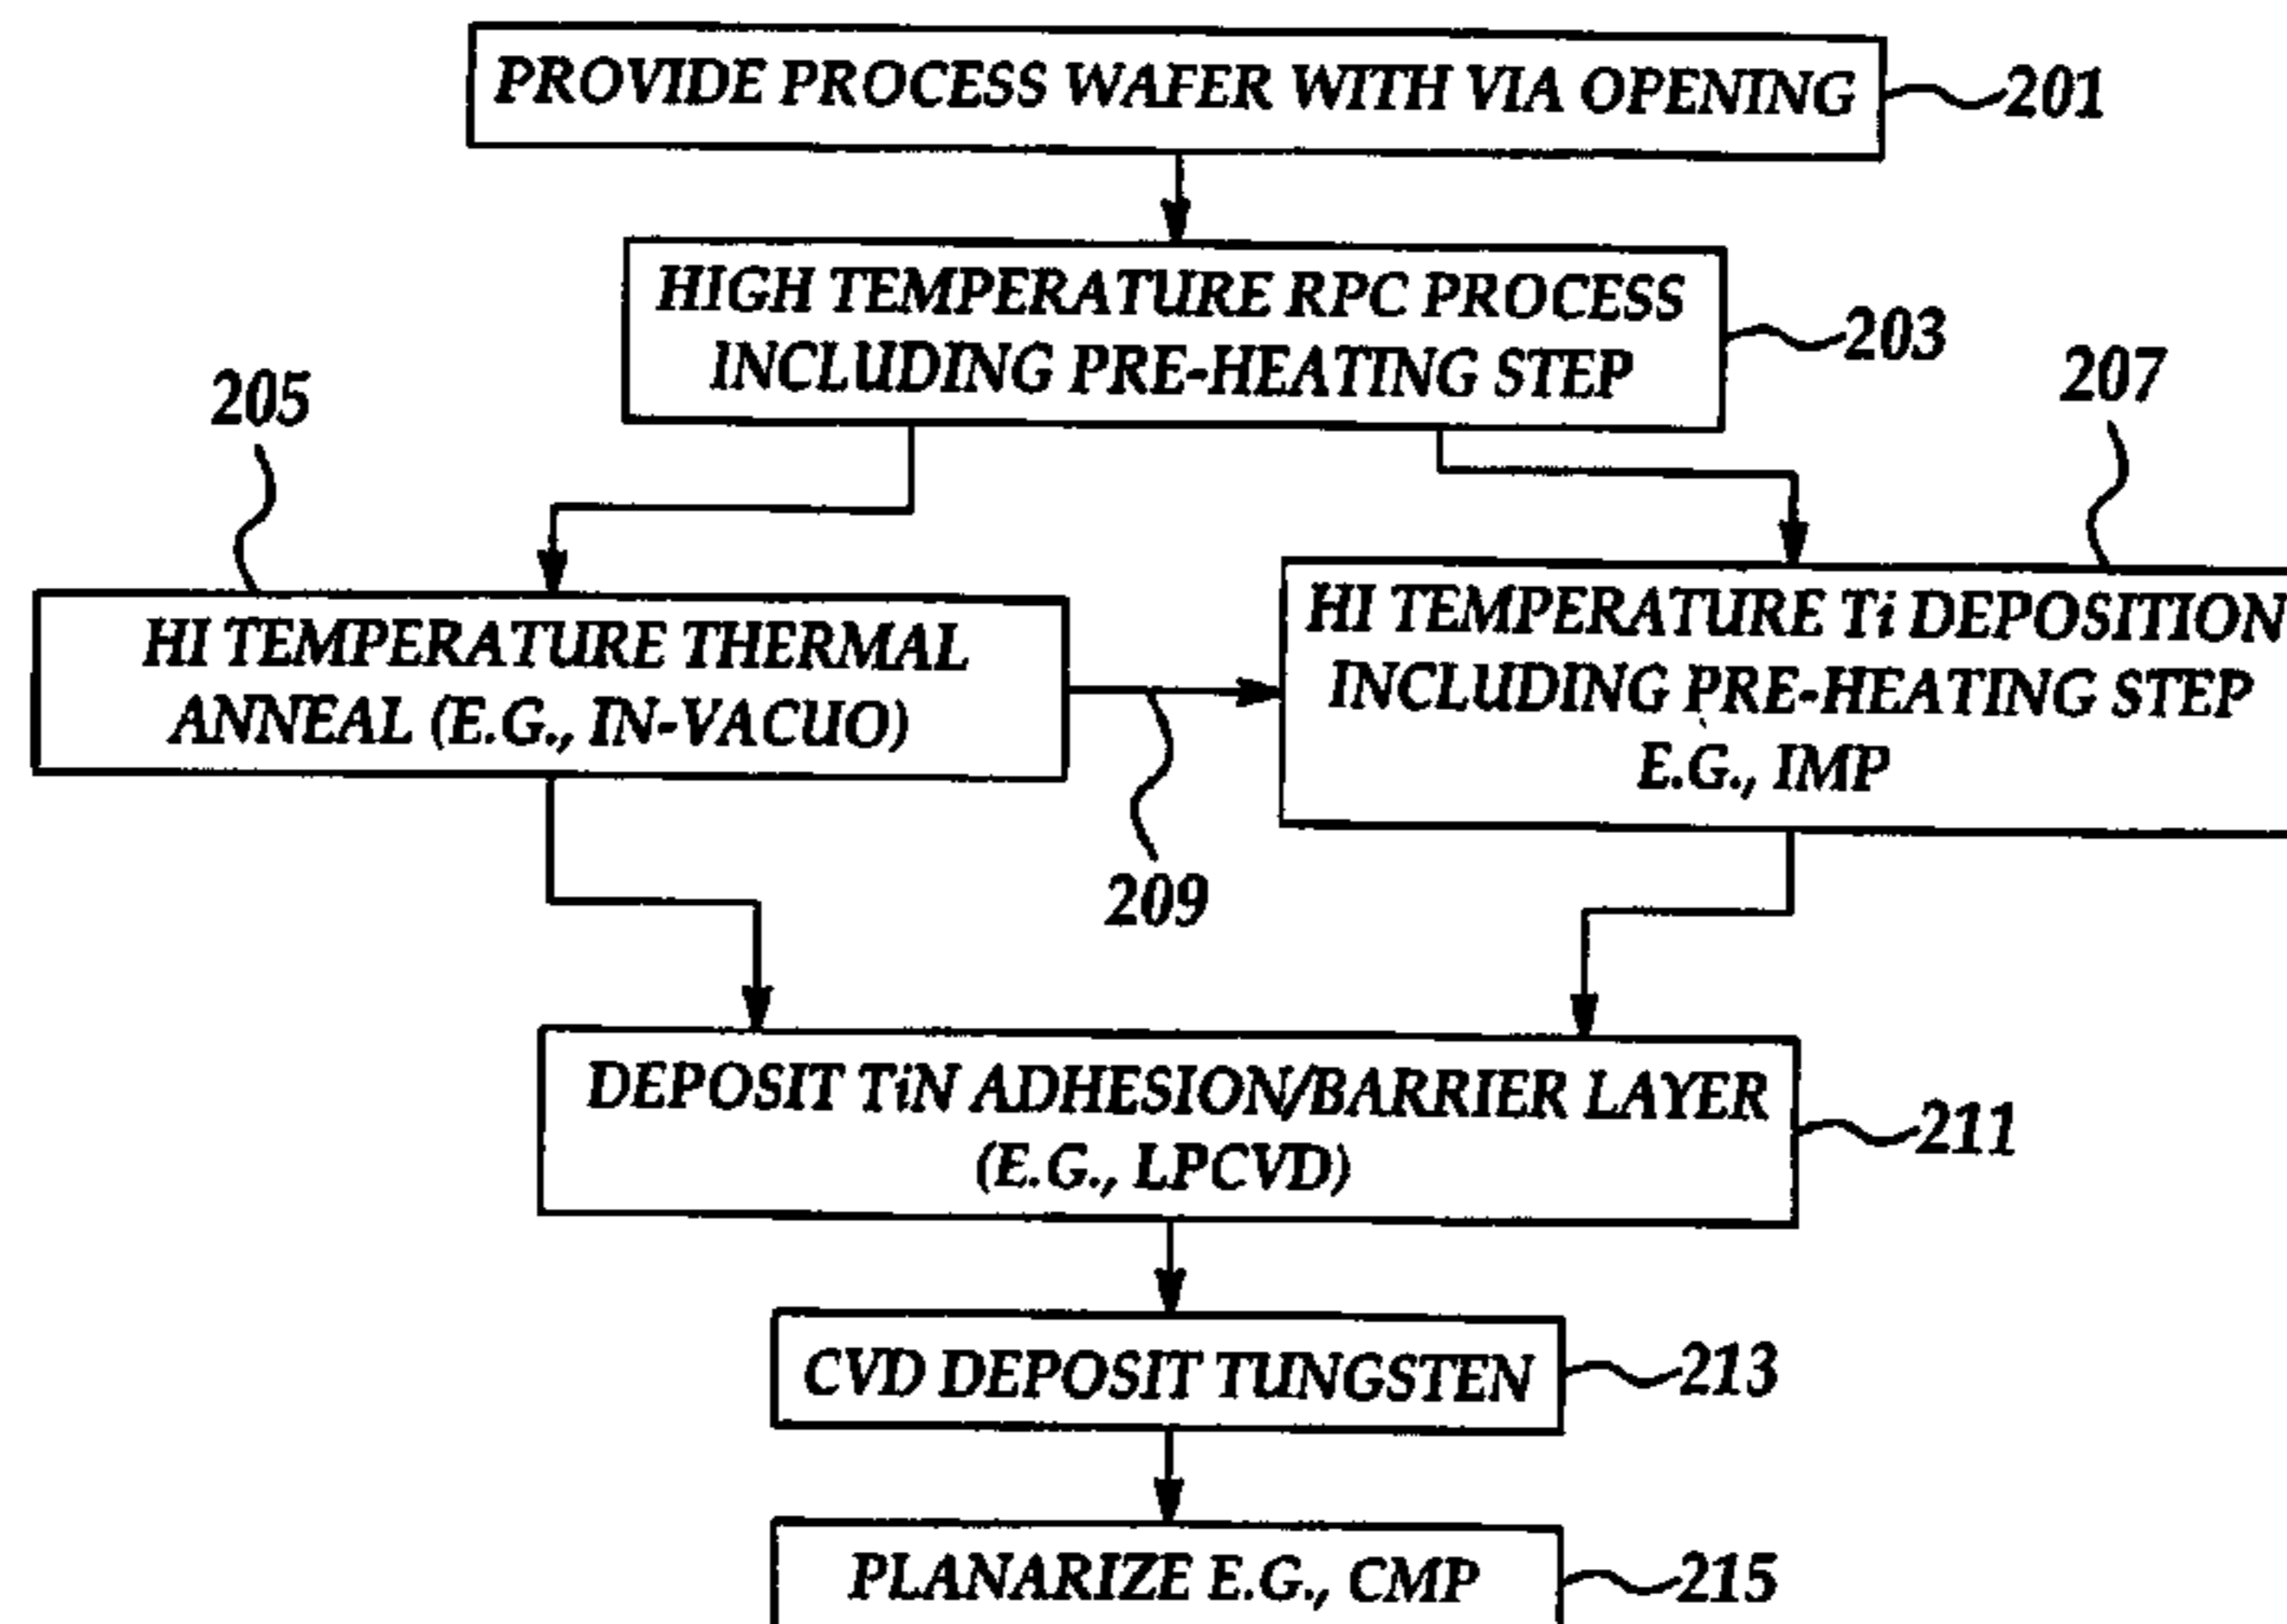 PROVIDE PROCESS WAFER WITH VIA OPENING
201
HIGH TEMPERATURE RPC PROCESS
INCLUDING PRE-HEATING STEP
203
205
207
HI TEMPERATURE THERMAL
ANNEAL (E.G., IN-VACUO)
HI TEMPERATURE Ti DEPOSITION
INCLUDING PRE-HEATING STEP
E.G., IMP
209
DEPOSIT TiN ADHESION/BARRIER LAYER
(E.G., LPCVD)
211
CVD DEPOSIT TUNGSTEN
213
PLANARIZE E.G., CMP
215